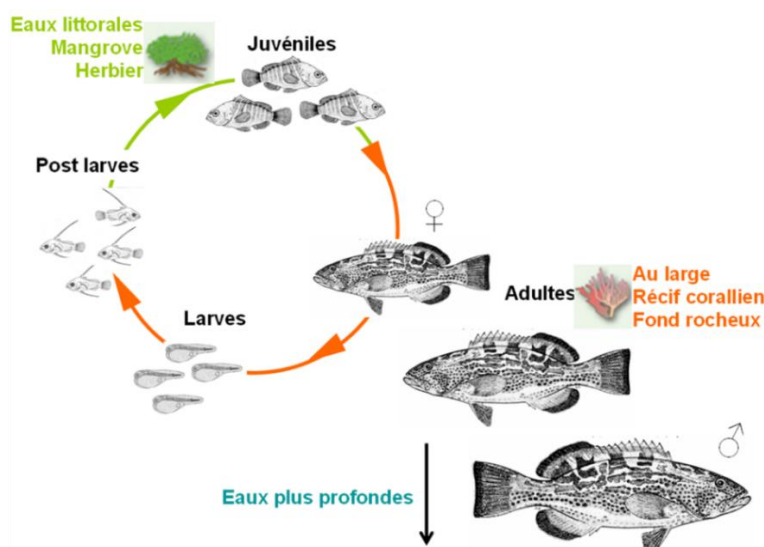 Eaux littorales
Mangrove
Herbier
Juvéniles
Post larves
♀
Adultes
Au large
Récif corallien
Fond rocheux
Larves
♂
Eaux plus profondes